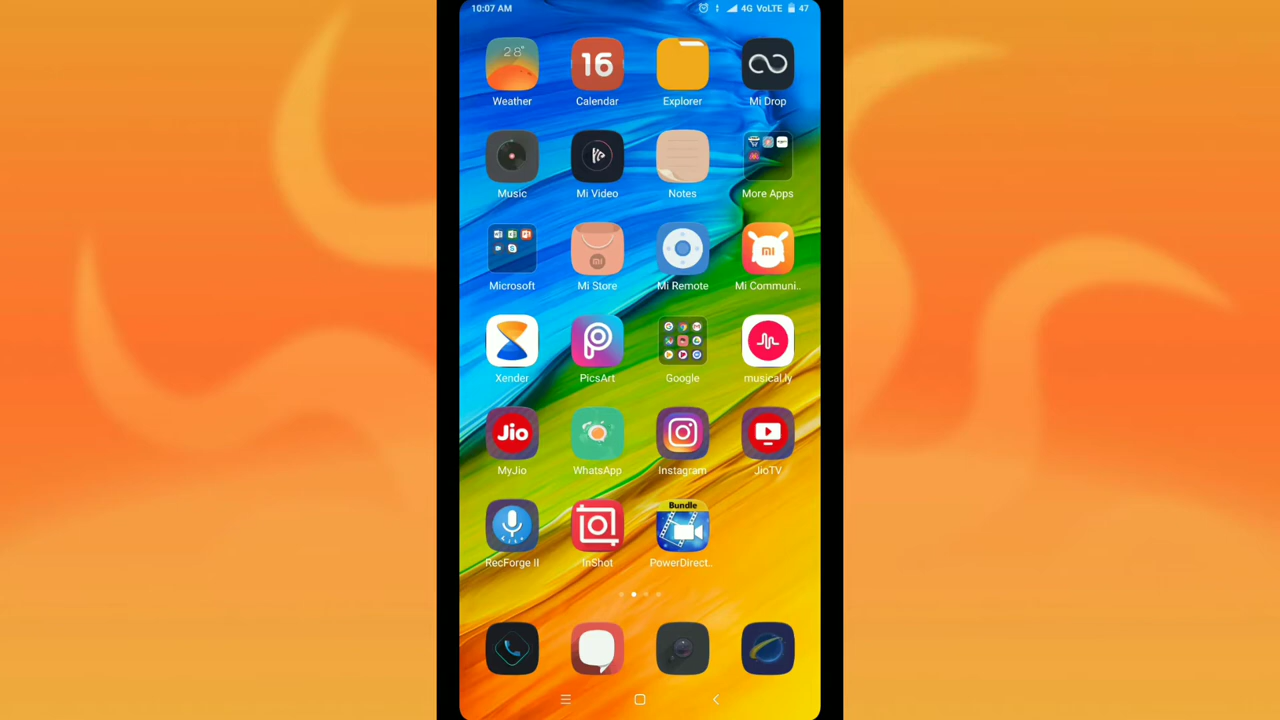 10:07 AM 4G VoLTE 47
28°
16
Weather Calendar Explorer Mi Drop
Music Mi Video Notes More Apps
mi
mi
Microsoft Mi Store Mi Remote Mi Communi..
Xender PicsArt Google musical.ly
Jio
MyJio WhatsApp Instagram JioTV
Bundle
RecForge II InShot PowerDirect..